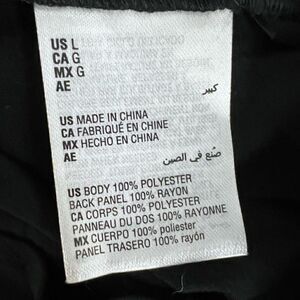 US L
CA G
MX G
AE كبير
US MADE IN CHINA
CA FABRIQUÉ EN CHINE
MX HECHO EN CHINA
AE صنع في الصين
US BODY 100% POLYESTER
BACK PANEL 100% RAYON
CA CORPS 100% POLYESTER
PANNEAU DU DOS 100% RAYONNE
MX CUERPO 100% poliester
PANEL TRASERO 100% rayón